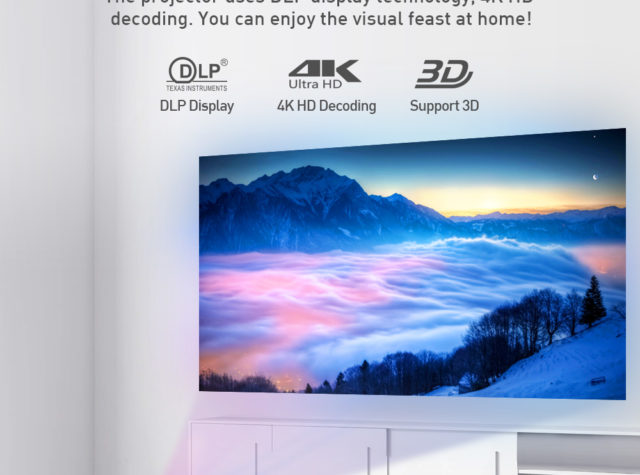 The projector uses DLP display technology, 4K HD
decoding. You can enjoy the visual feast at home!
DLP® 4K 3D
TEXAS INSTRUMENTS Ultra HD
DLP Display 4K HD Decoding Support 3D